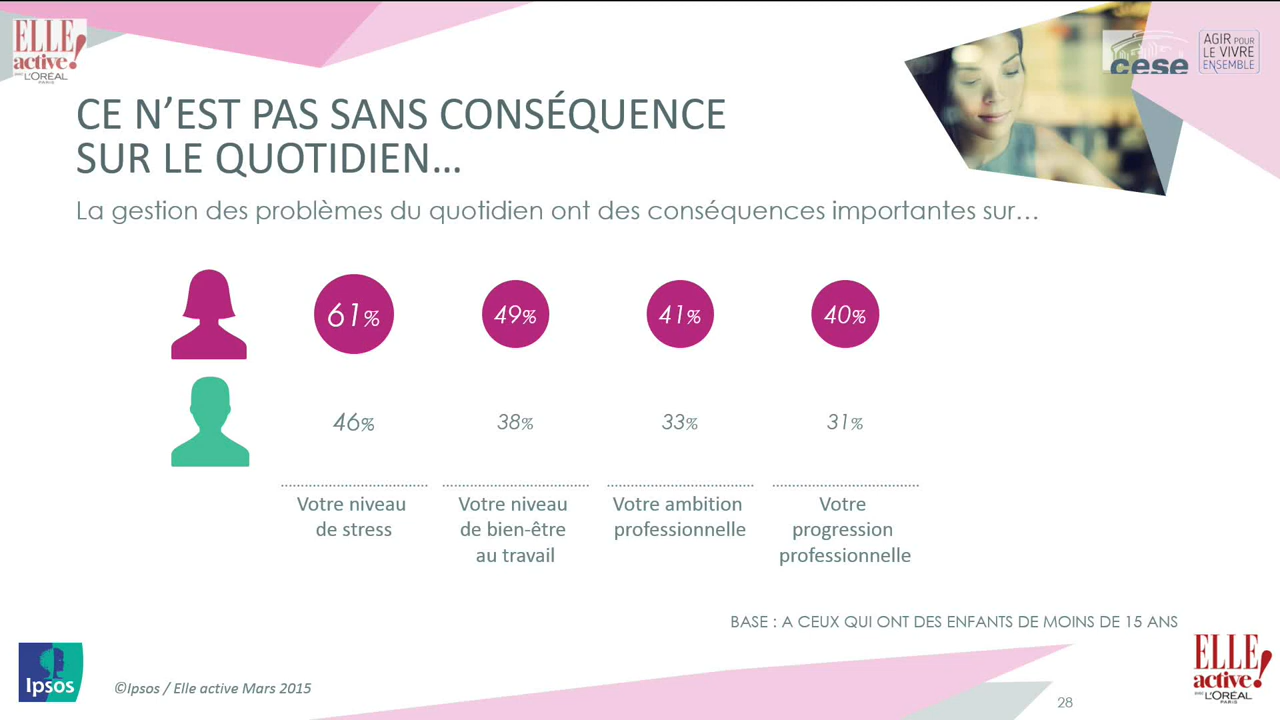 ELLE
active!
avec L'ORÉAL
PARIS
cese
AGIR POUR
LE VIVRE
ENSEMBLE
CE N'EST PAS SANS CONSÉQUENCE
SUR LE QUOTIDIEN...
La gestion des problèmes du quotidien ont des conséquences importantes sur...
61% 49% 41% 40%
46% 38% 33% 31%
Votre niveau
de stress
Votre niveau
de bien-être
au travail
Votre ambition
professionnelle
Votre
progression
professionnelle
BASE : A CEUX QUI ONT DES ENFANTS DE MOINS DE 15 ANS
Ipsos
©Ipsos / Elle active Mars 2015
28
ELLE
active!
avec L'ORÉAL
PARIS